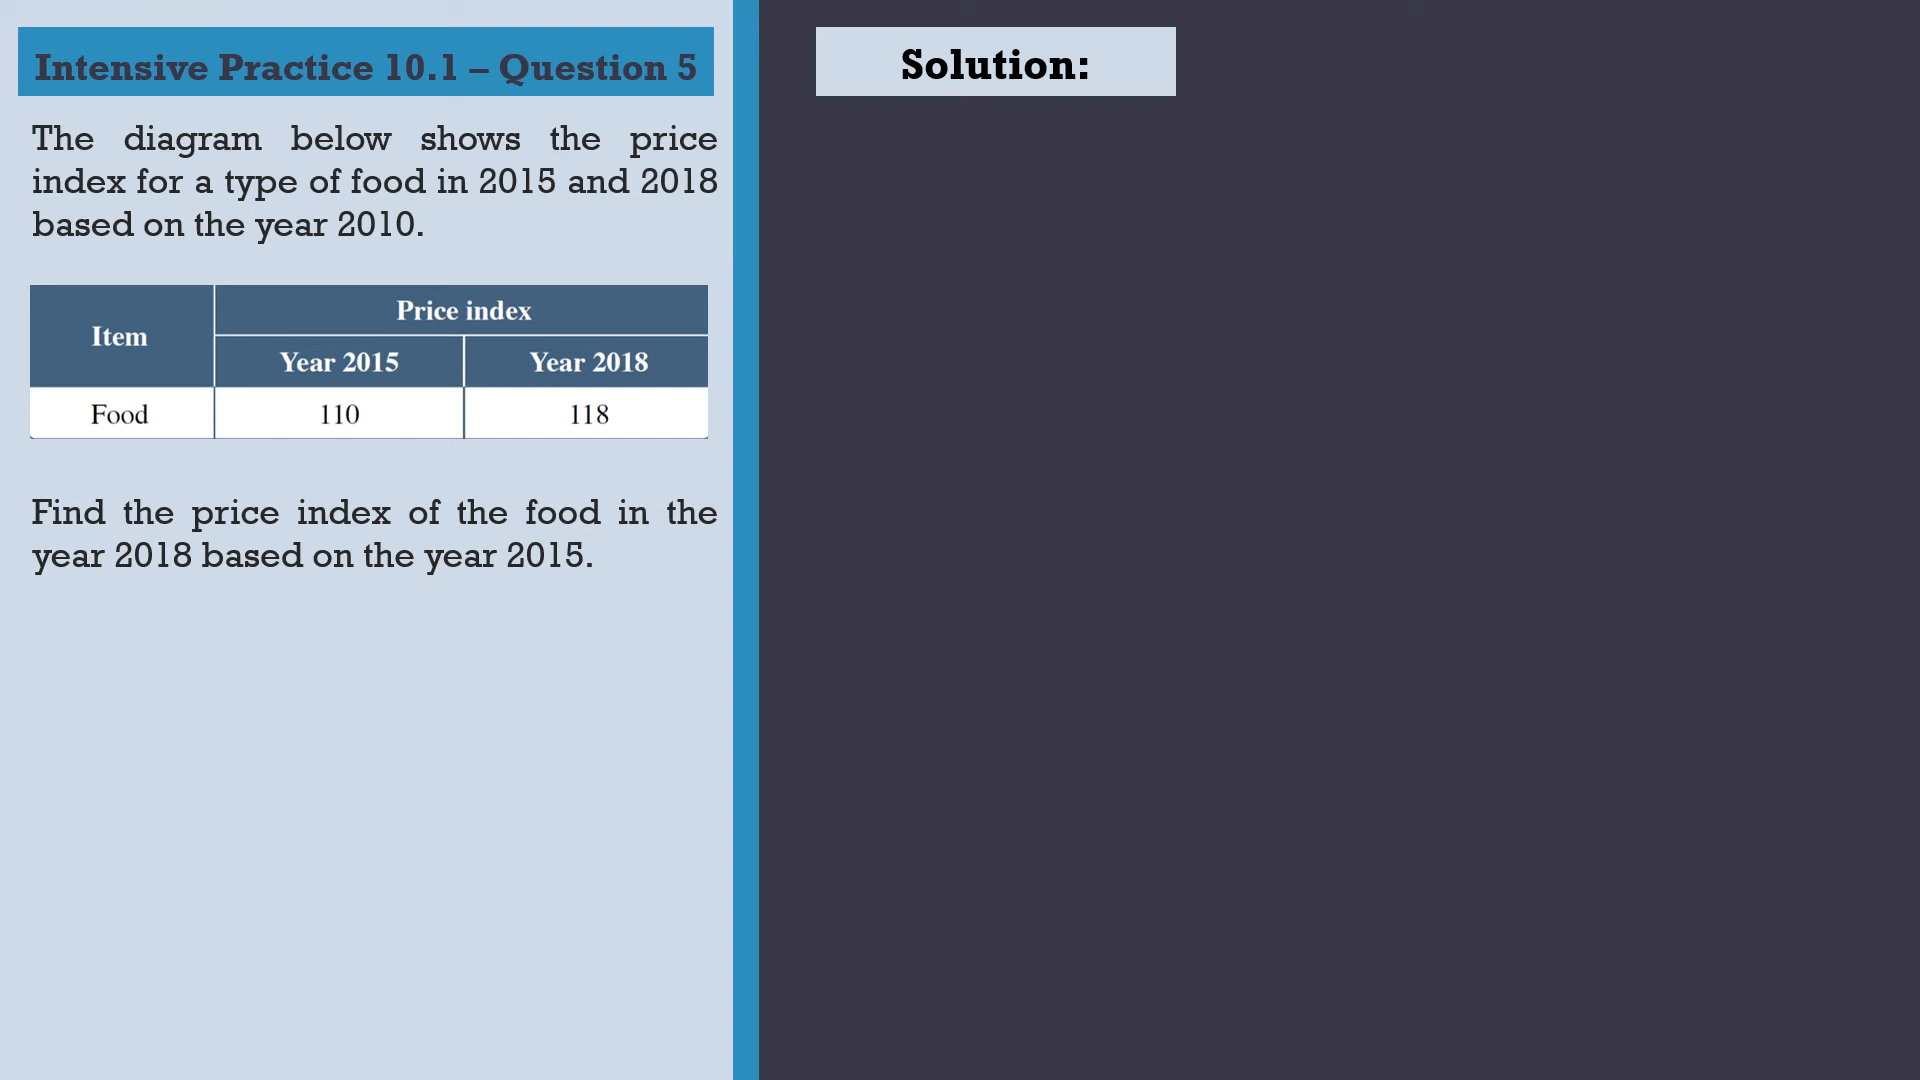 Intensive Practice 10.1 – Question 5
The diagram below shows the price
index for a type of food in 2015 and 2018
based on the year 2010.
Item
Price index
Year 2015 Year 2018
Food 110 118
Find the price index of the food in the
year 2018 based on the year 2015.
Solution: